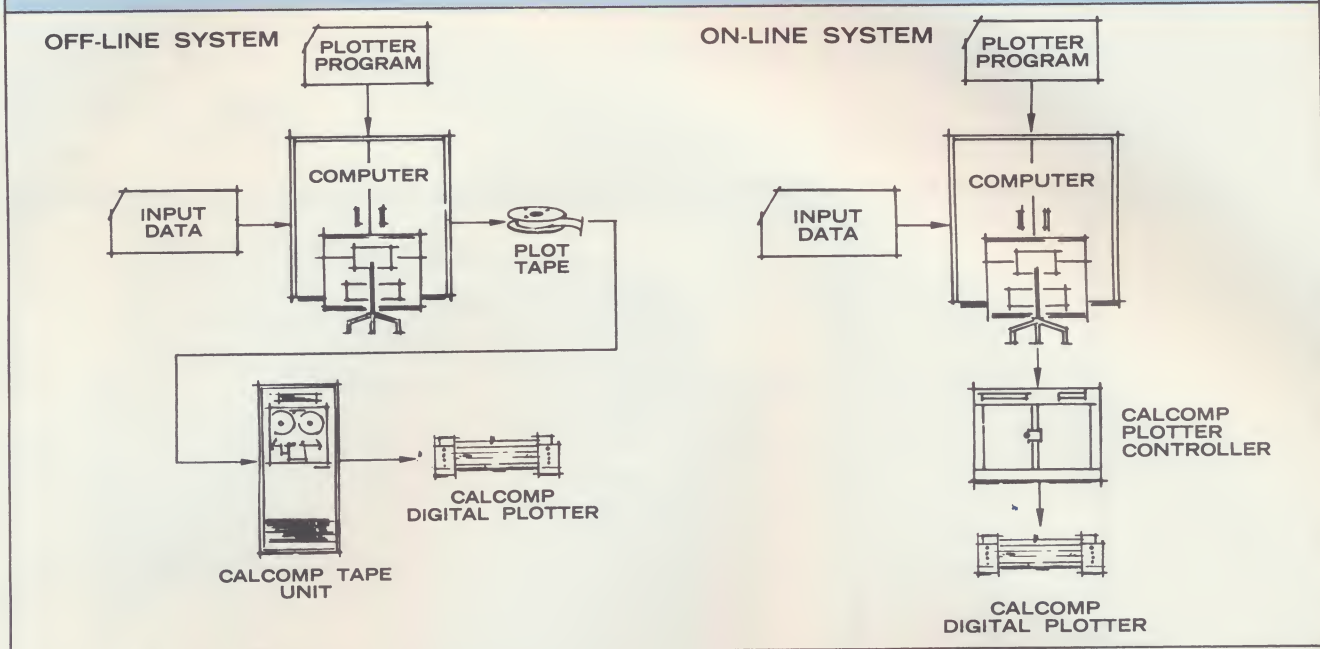 OFF-LINE SYSTEM
PLOTTER
PROGRAM
COMPUTER
INPUT
DATA
PLOT
TAPE
CALCOMP TAPE
UNIT
CALCOMP
DIGITAL PLOTTER
ON-LINE SYSTEM
PLOTTER
PROGRAM
COMPUTER
INPUT
DATA
CALCOMP
PLOTTER
CONTROLLER
CALCOMP
DIGITAL PLOTTER